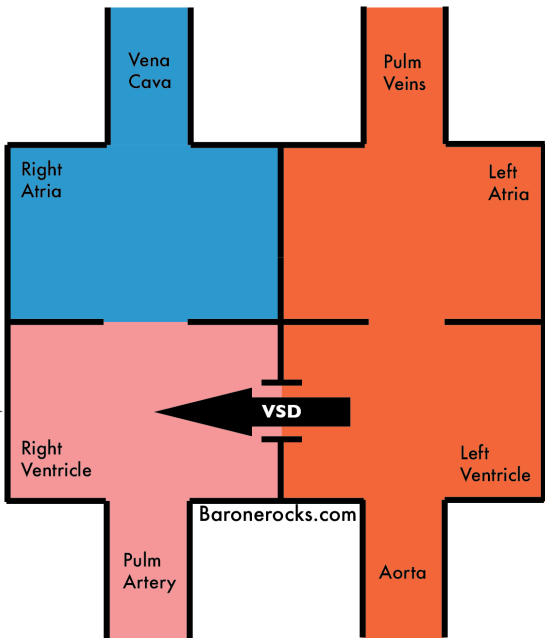 Vena
Cava
Pulm
Veins
Right
Atria
Left
Atria
VSD
Right
Ventricle
Left
Ventricle
Baronerocks.com
Pulm
Artery
Aorta